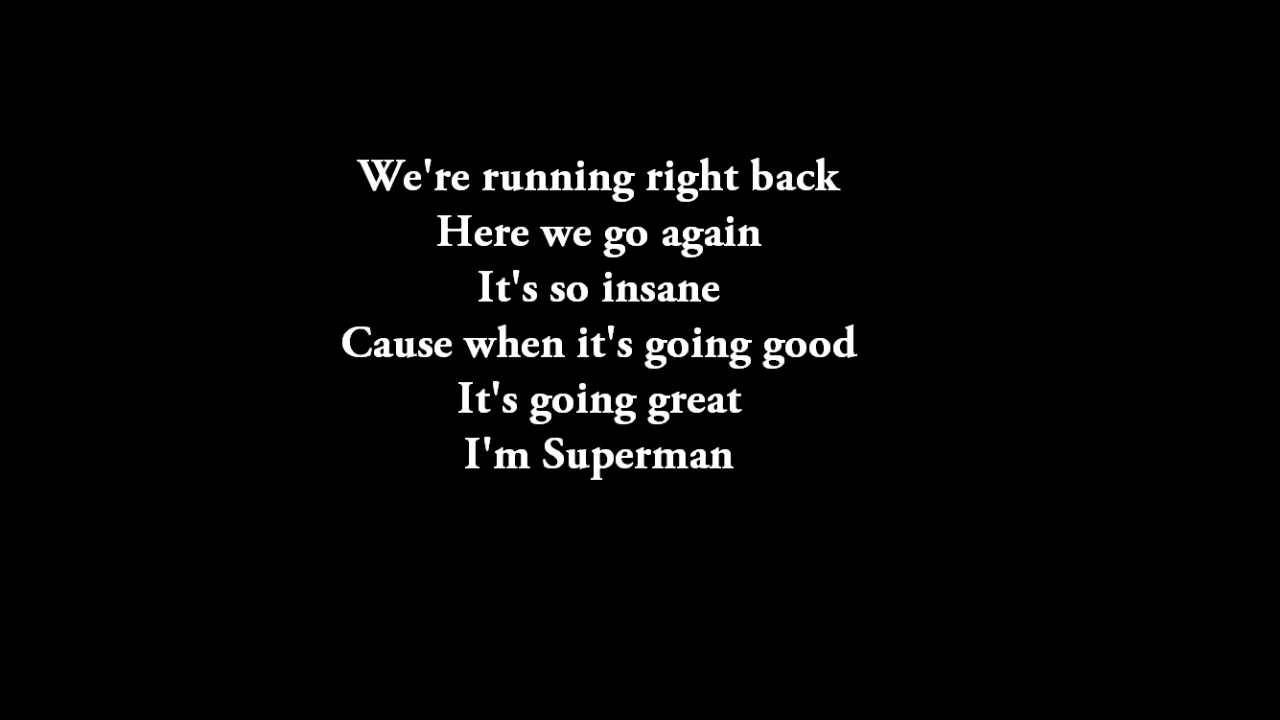 We're running right back
Here we go again
It's so insane
Cause when it's going good
It's going great
I'm Superman